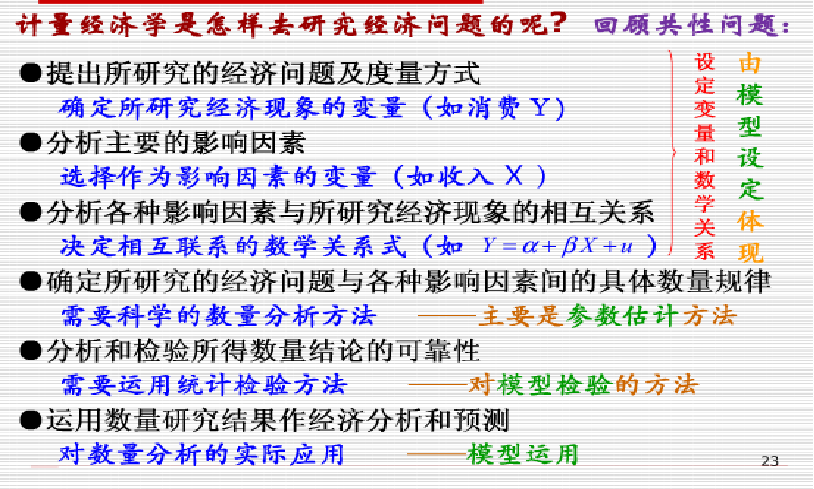 计量经济学是怎样去研究经济问题的呢? 回顾共性问题:
●提出所研究的经济问题及度量方式
确定所研究经济现象的变量（如消费Y）
●分析主要的影响因素
选择作为影响因素的变量（如收入X）
●分析各种影响因素与所研究经济现象的相互关系
决定相互联系的数学关系式（如 Y=α+βX+u ）
设定变量和数学关系
由模型设定体现
●确定所研究的经济问题与各种影响因素间的具体数量规律
需要科学的数量分析方法 ——主要是参数估计方法
●分析和检验所得数量结论的可靠性
需要运用统计检验方法 ——对模型检验的方法
●运用数量研究结果作经济分析和预测
对数量分析的实际应用 ——模型运用
23